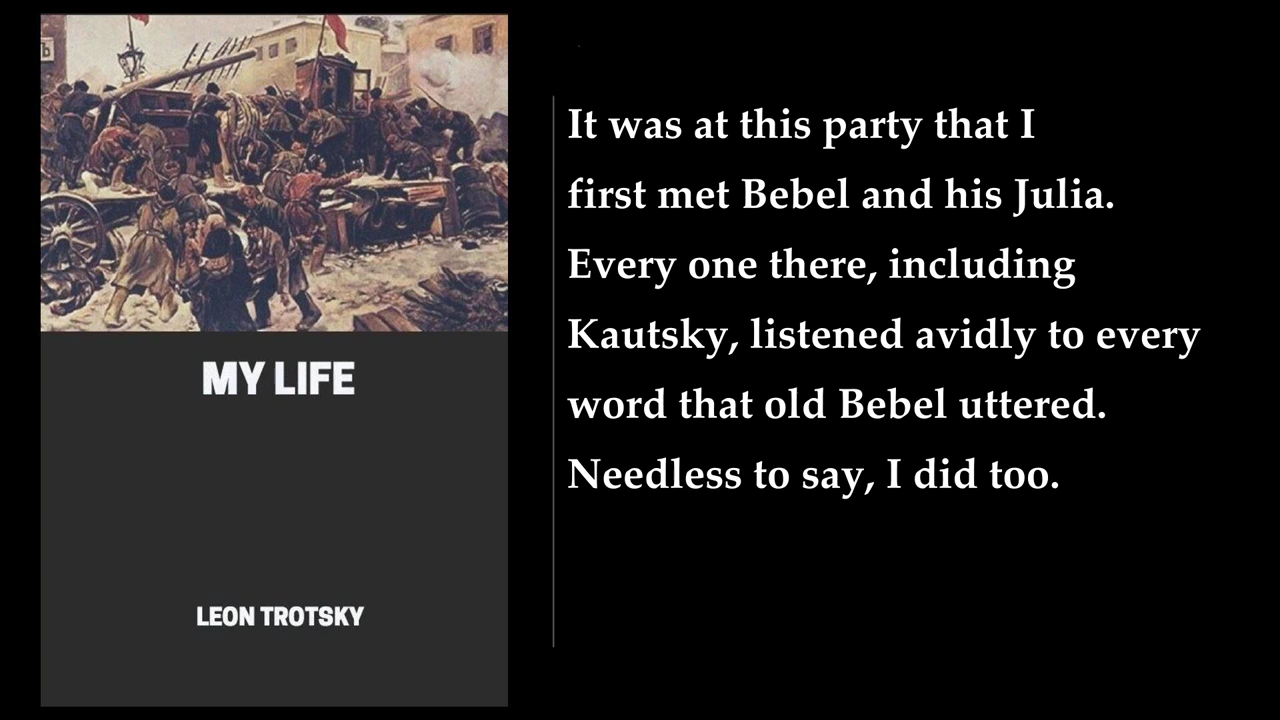 MY LIFE
LEON TROTSKY
It was at this party that I
first met Bebel and his Julia.
Every one there, including
Kautsky, listened avidly to every
word that old Bebel uttered.
Needless to say, I did too.